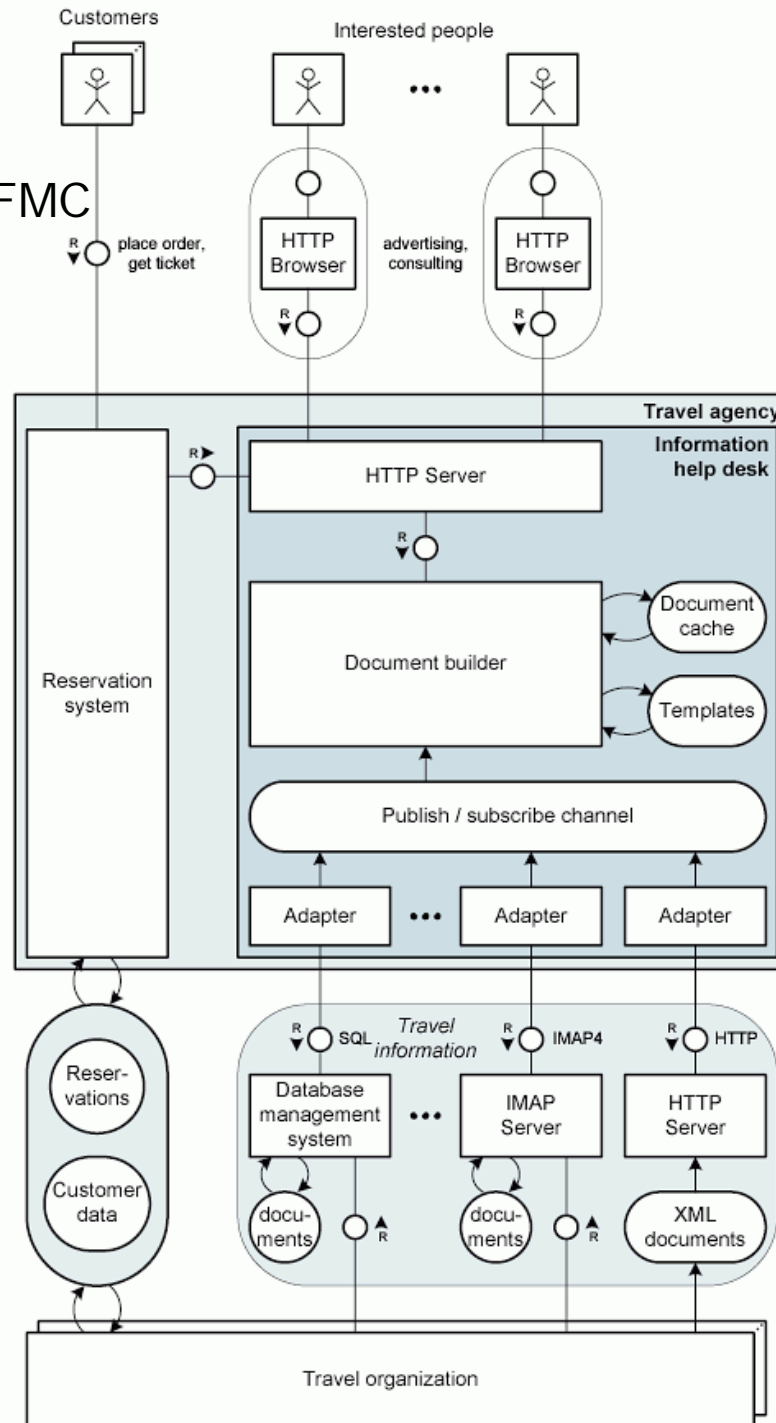 Customers
Interested people
FMC
R
place order,
get ticket
HTTP
Browser
advertising,
consulting
HTTP
Browser
R
R
Travel agency
Information
help desk
R
HTTP Server
R
Document
cache
Document builder
Reservation
system
Templates
Publish / subscribe channel
Adapter
Adapter
Adapter
R
SQL
Travel
information
R
IMAP4
R
HTTP
Reser-
vations
Database
management
system
IMAP
Server
HTTP
Server
Customer
data
docu-
ments
R
docu-
ments
R
XML
documents
Travel organization